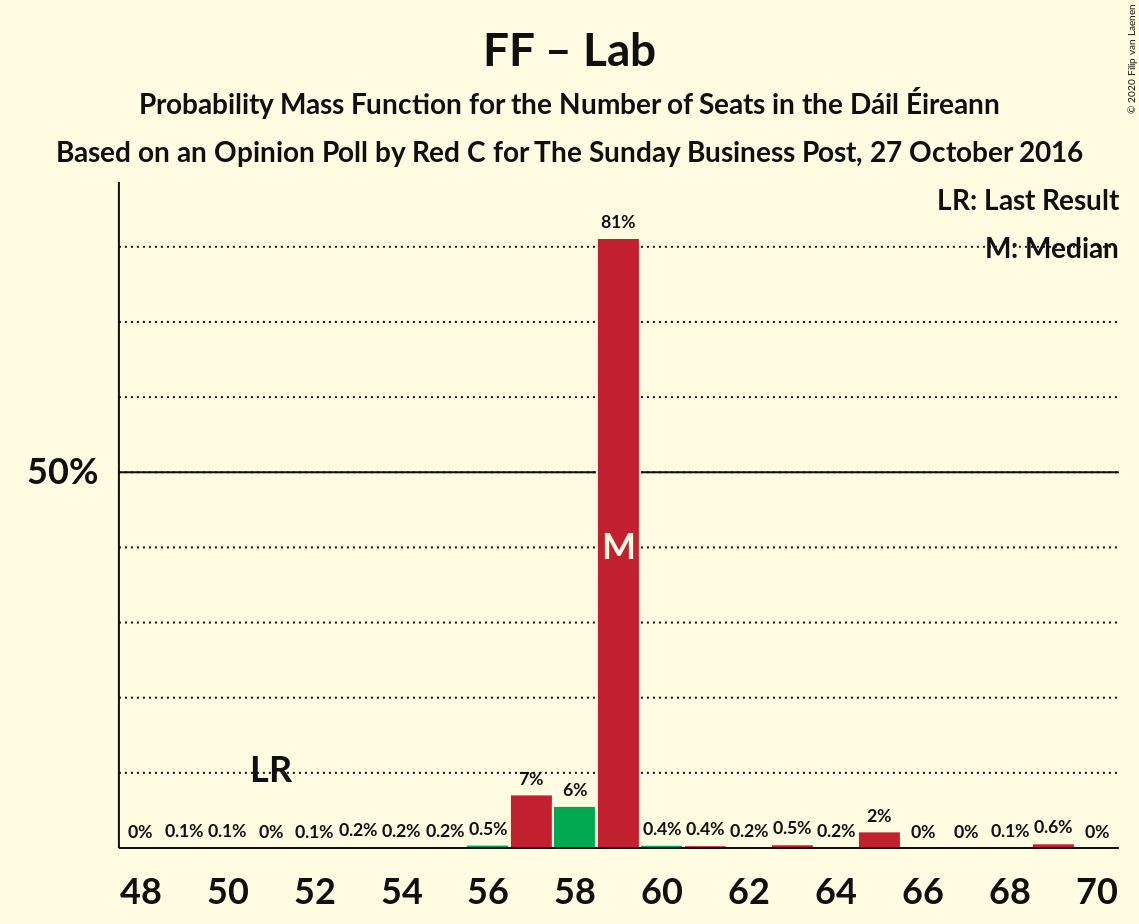 FF – Lab
Probability Mass Function for the Number of Seats in the Dáil Éireann
Based on an Opinion Poll by Red C for The Sunday Business Post, 27 October 2016
© 2020 Filip van Laenen
LR: Last Result
M: Median
50%
81%
M
LR
0% 0.1% 0.1% 0% 0.1% 0.2% 0.2% 0.2% 0.5% 7% 6% 0.4% 0.4% 0.2% 0.5% 0.2% 2% 0% 0% 0.1% 0.6% 0%
48 50 52 54 56 58 60 62 64 66 68 70